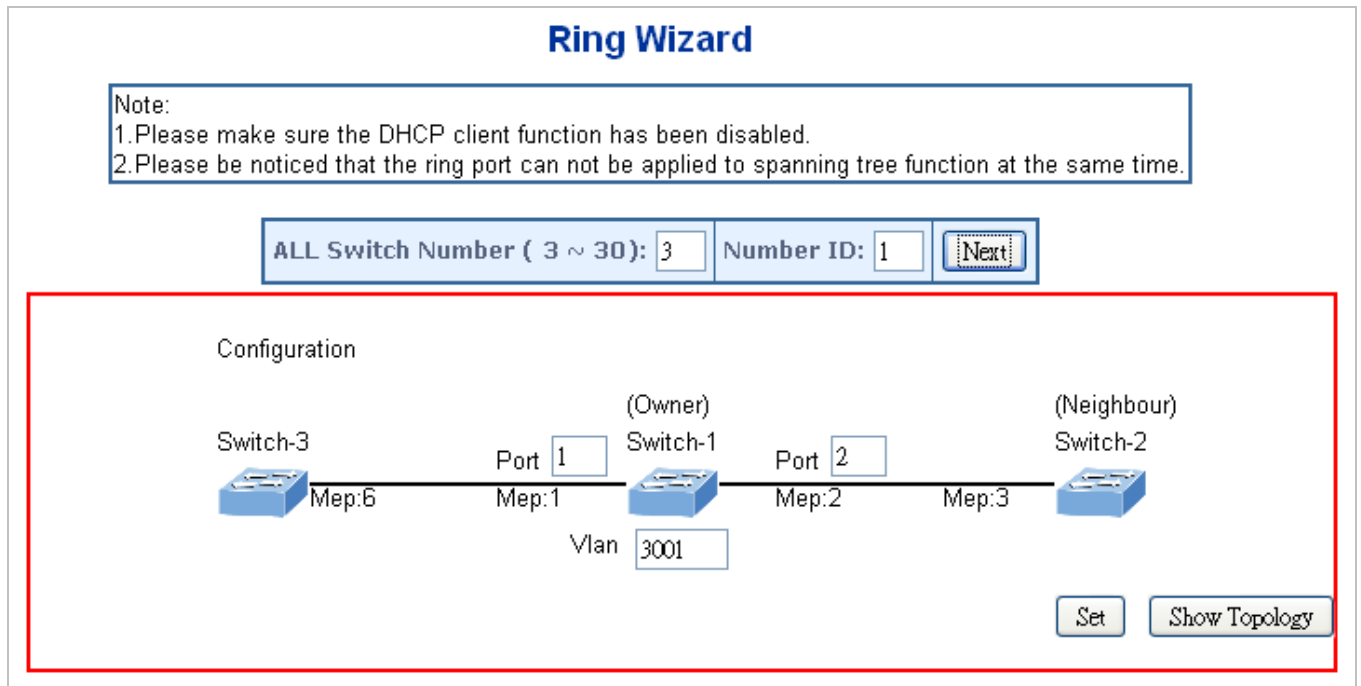 Ring Wizard
Note:
1.Please make sure the DHCP client function has been disabled.
2.Please be noticed that the ring port can not be applied to spanning tree function at the same time.
ALL Switch Number ( 3 ~ 30): 3 Number ID: 1 Next
Configuration
(Owner) (Neighbour)
Switch-3 Port 1 Switch-1 Port 2 Switch-2
Mep:6 Mep:1 Mep:2 Mep:3
Vlan 3001
Set Show Topology